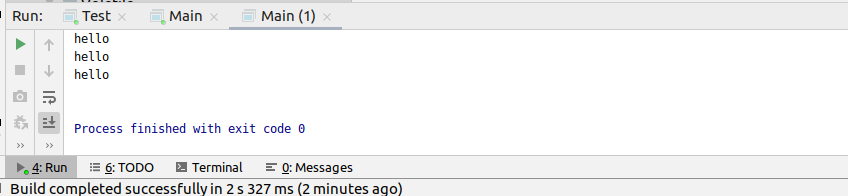 Run: Test × Main × Main (1) ×
hello
hello
hello
Process finished with exit code 0
>> >>
4: Run 6: TODO Terminal 0: Messages
Build completed successfully in 2 s 327 ms (2 minutes ago)